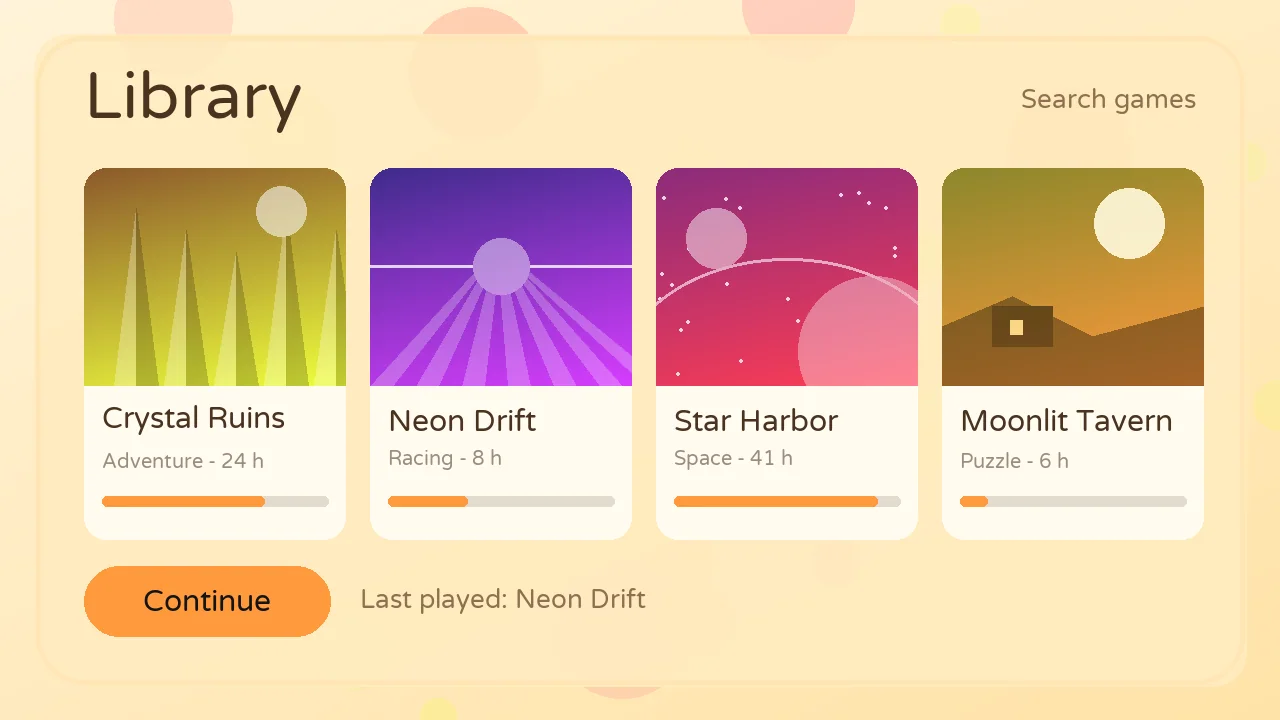 Library
Search games
Crystal Ruins
Adventure - 24 h
Neon Drift
Racing - 8 h
Star Harbor
Space - 41 h
Moonlit Tavern
Puzzle - 6 h
Continue
Last played: Neon Drift